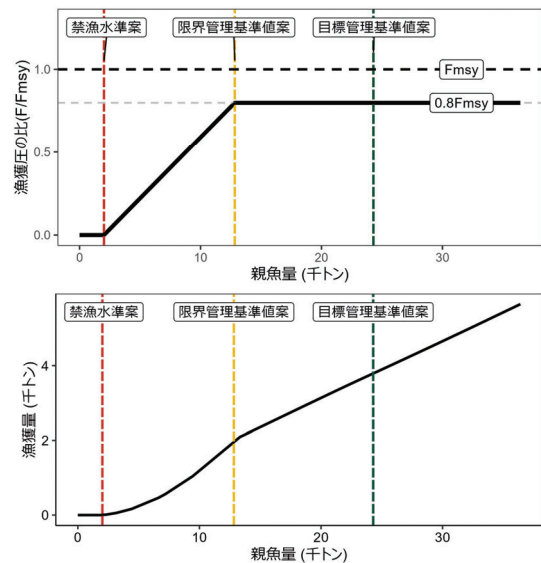 禁漁水準案 限界管理基準値案 目標管理基準値案
1.0
Fmsy
0.8Fmsy
0.5
0.0
漁獲圧の比(F/Fmsy)
0 10 20 30
親魚量 (千トン)
禁漁水準案 限界管理基準値案 目標管理基準値案
4
2
0
漁獲量 (千トン)
0 10 20 30
親魚量 (千トン)